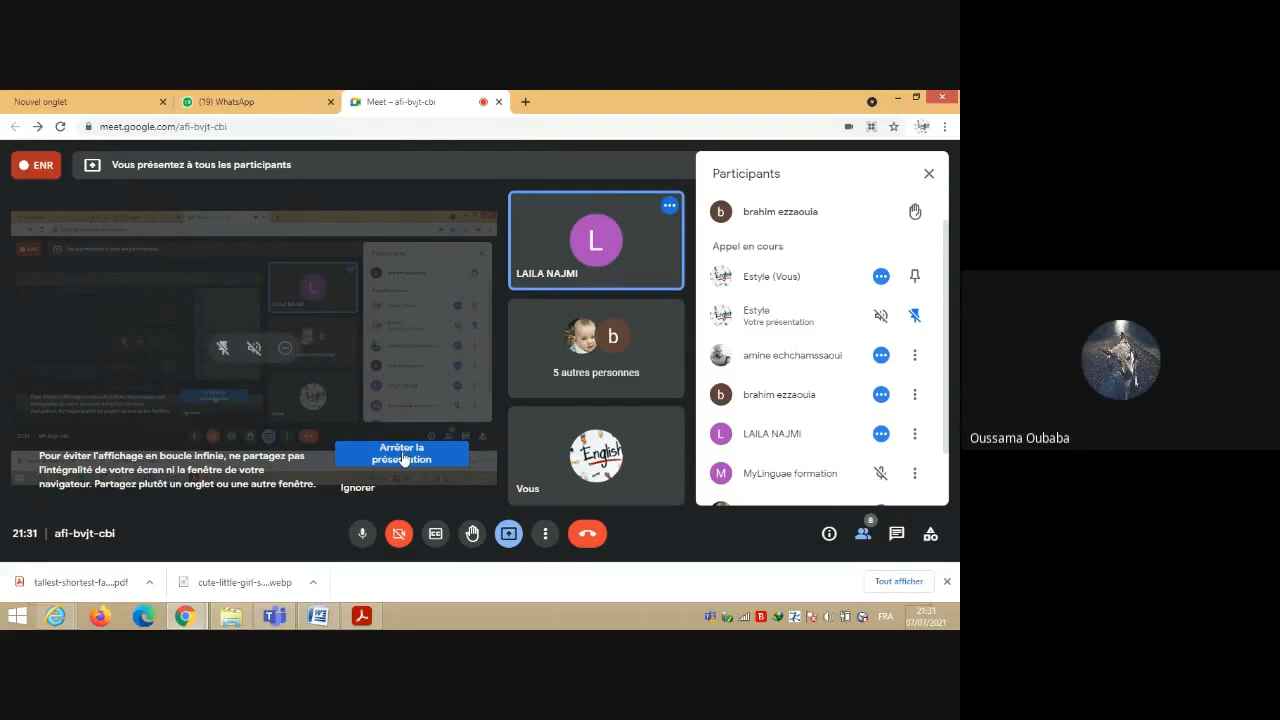 Nouvel onglet
(19) WhatsApp
Meet – afi-bvjt-cbi
meet.google.com/afi-bvjt-cbi
ENR
Vous présentez à tous les participants
LAILA NAJMI
b
5 autres personnes
English
Vous
Participants
b brahim ezzaouia
Appel en cours
Estyle (Vous)
Estyle
Votre présentation
amine echchamssaoui
b brahim ezzaouia
L LAILA NAJMI
M MyLinguae formation
L
Pour éviter l'affichage en boucle infinie, ne partagez pas
l'intégralité de votre écran ni la fenêtre de votre
navigateur. Partagez plutôt un onglet ou une autre fenêtre.
Arrêter la
présentation
Ignorer
21:31 | afi-bvjt-cbi
8
tallest-shortest-fa....pdf
cute-little-girl-s....webp
Tout afficher
FRA
21:31
07/07/2021
Oussama Oubaba